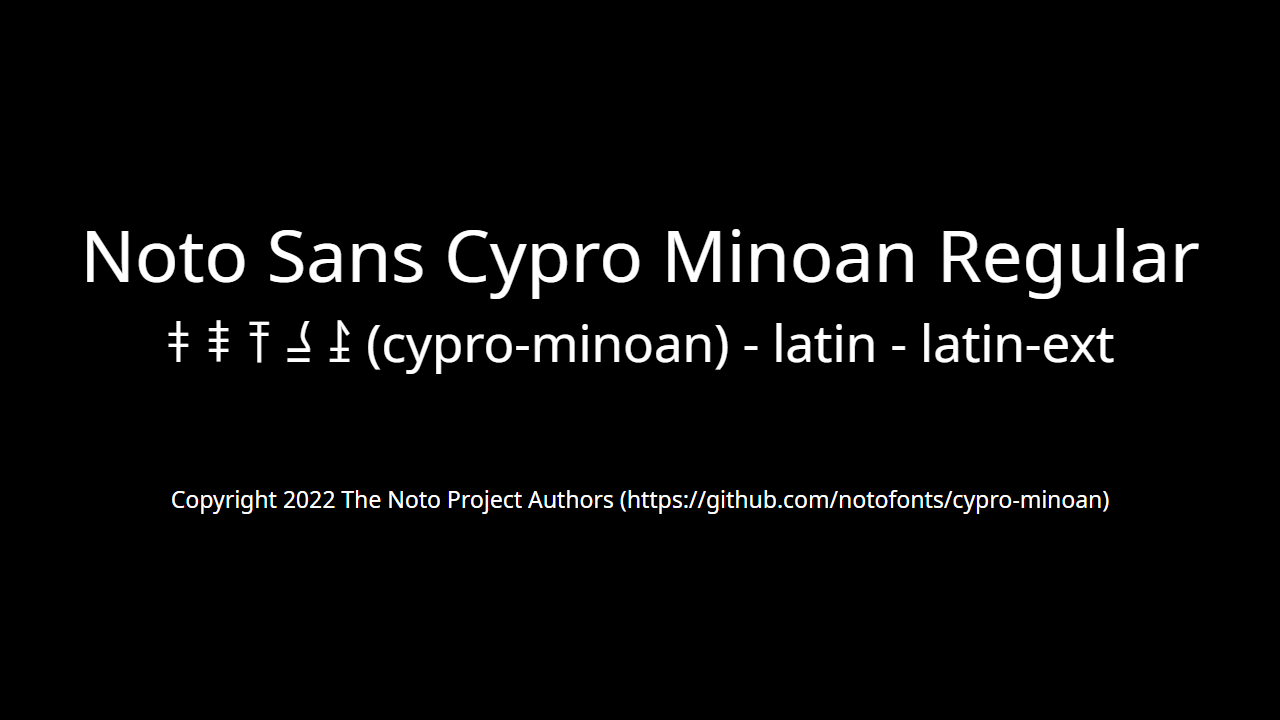 Noto Sans Cypro Minoan Regular
(cypro-minoan) - latin - latin-ext
Copyright 2022 The Noto Project Authors (https://github.com/notofonts/cypro-minoan)